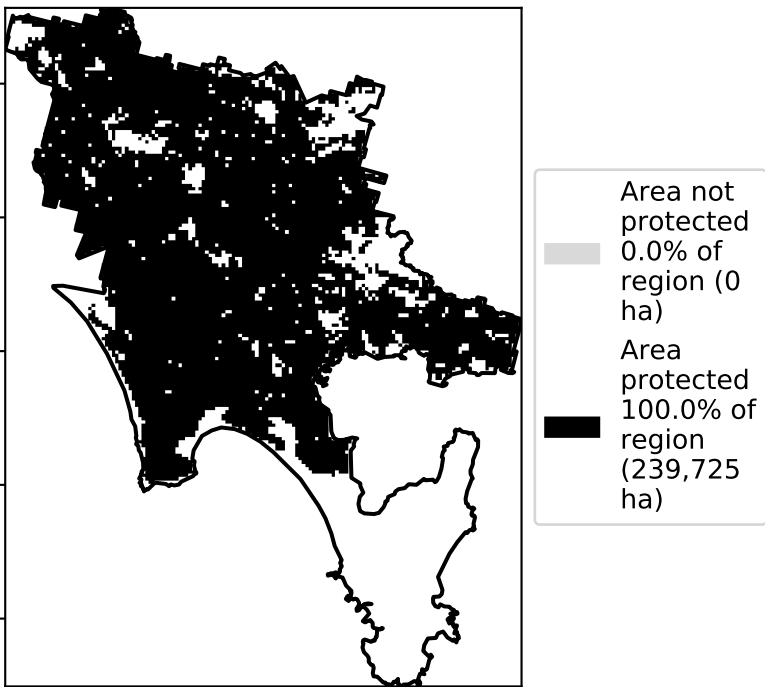 Area not
protected
0.0% of
region (0
ha)
Area
protected
100.0% of
region
(239,725
ha)